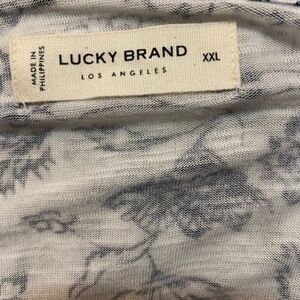 MADE IN
PHILIPPINES
LUCKY BRAND
LOS ANGELES
XXL